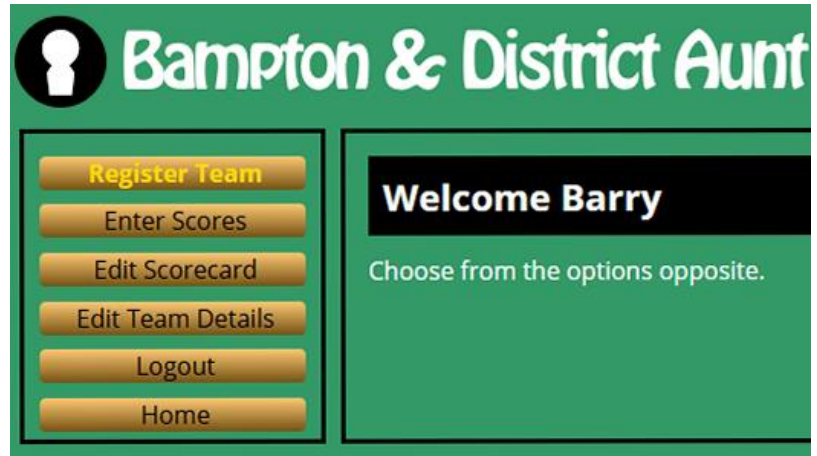 Bampton & District Aunt
Register Team
Enter Scores
Edit Scorecard
Edit Team Details
Logout
Home
Welcome Barry
Choose from the options opposite.